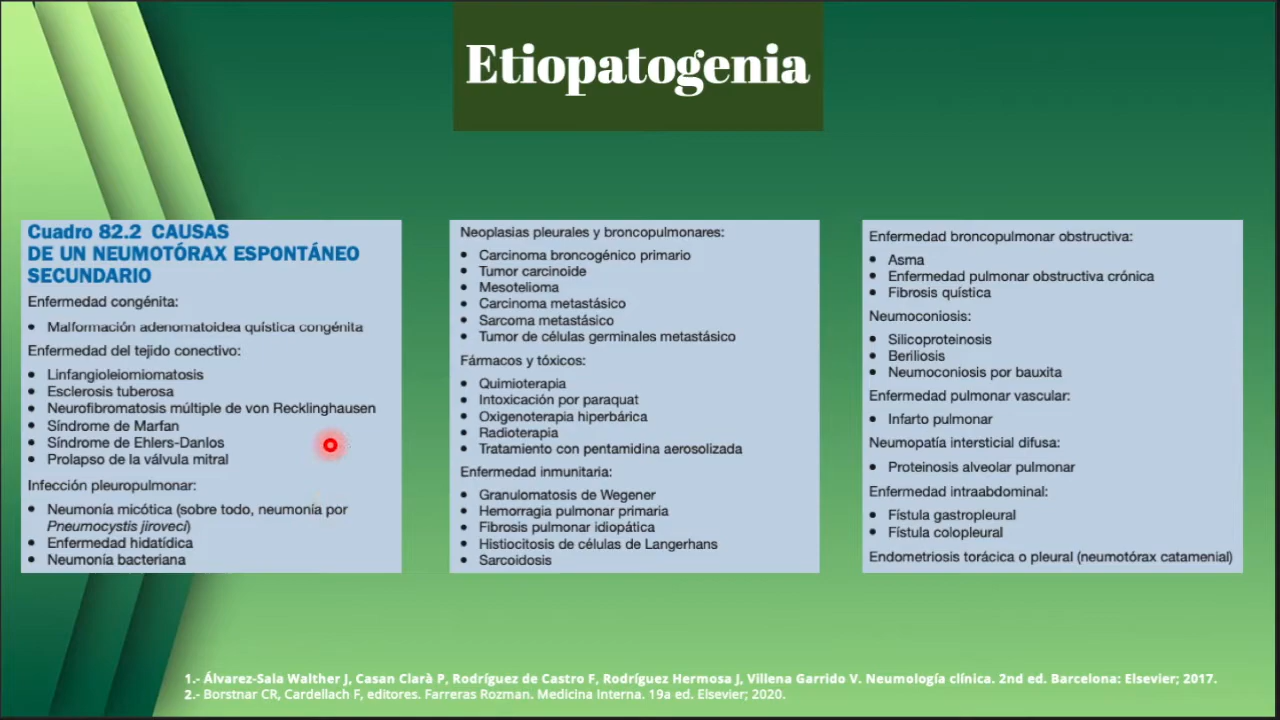 Etiopatogenia
Cuadro 82.2 CAUSAS
DE UN NEUMOTÓRAX ESPONTÁNEO
SECUNDARIO
Enfermedad congénita:
• Malformación adenomatoidea quística congénita
Enfermedad del tejido conectivo:
• Linfangioleiomiomatosis
• Esclerosis tuberosa
• Neurofibromatosis múltiple de von Recklinghausen
• Síndrome de Marfan
• Síndrome de Ehlers-Danlos
• Prolapso de la válvula mitral
Infección pleuropulmonar:
• Neumonía micótica (sobre todo, neumonía por
Pneumocystis jiroveci)
• Enfermedad hidatídica
• Neumonía bacteriana
Neoplasias pleurales y broncopulmonares:
• Carcinoma broncogénico primario
• Tumor carcinoide
• Mesotelioma
• Carcinoma metastásico
• Sarcoma metastásico
• Tumor de células germinales metastásico
Fármacos y tóxicos:
• Quimioterapia
• Intoxicación por paraquat
• Oxigenoterapia hiperbárica
• Radioterapia
• Tratamiento con pentamidina aerosolizada
Enfermedad inmunitaria:
• Granulomatosis de Wegener
• Hemorragia pulmonar primaria
• Fibrosis pulmonar idiopática
• Histiocitosis de células de Langerhans
• Sarcoidosis
Enfermedad broncopulmonar obstructiva:
• Asma
• Enfermedad pulmonar obstructiva crónica
• Fibrosis quística
Neumoconiosis:
• Silicoproteinosis
• Beriliosis
• Neumoconiosis por bauxita
Enfermedad pulmonar vascular:
• Infarto pulmonar
Neumopatía intersticial difusa:
• Proteinosis alveolar pulmonar
Enfermedad intraabdominal:
• Fístula gastropleural
• Fístula colopleural
Endometriosis torácica o pleural (neumotórax catamenial)
1.- Álvarez-Sala Walther J, Casan Clarà P, Rodríguez de Castro F, Rodríguez Hermosa J, Villena Garrido V. Neumología clínica. 2nd ed. Barcelona: Elsevier; 2017.
2.- Borstnar CR, Cardellach F, editores. Farreras Rozman. Medicina Interna. 19a ed. Elsevier; 2020.